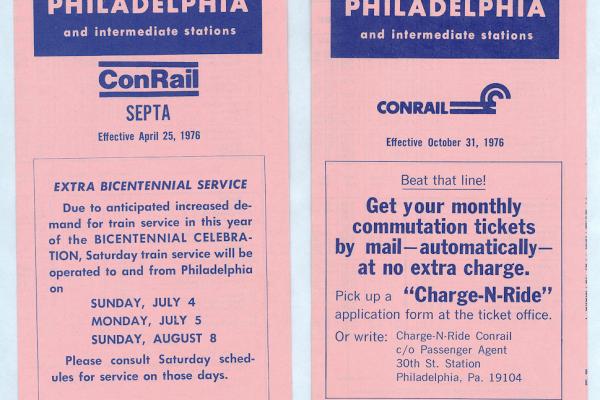 PHILADELPHIA
and intermediate stations
ConRail
SEPTA
Effective April 25, 1976
EXTRA BICENTENNIAL SERVICE
Due to anticipated increased de-
mand for train service in this year
of the BICENTENNIAL CELEBRA-
TION, Saturday train service will be
operated to and from Philadelphia
on
SUNDAY, JULY 4
MONDAY, JULY 5
SUNDAY, AUGUST 8
Please consult Saturday sched-
ules for service on those days.
PHILADELPHIA
and intermediate stations
CONRAIL
Effective October 31, 1976
Beat that line!
Get your monthly
commutation tickets
by mail—automatically—
at no extra charge.
Pick up a "Charge-N-Ride"
application form at the ticket office.
Or write: Charge-N-Ride Conrail
c/o Passenger Agent
30th St. Station
Philadelphia, Pa. 19104